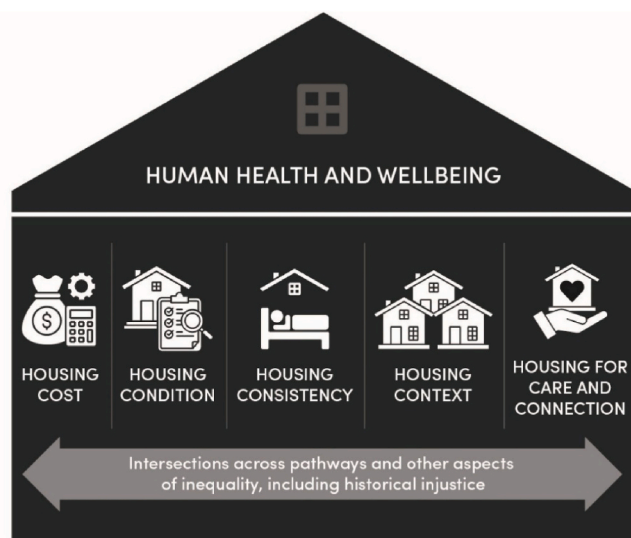 HUMAN HEALTH AND WELLBEING
$
HOUSING
COST
HOUSING
CONDITION
HOUSING
CONSISTENCY
HOUSING
CONTEXT
HOUSING FOR
CARE AND
CONNECTION
Intersections across pathways and other aspects
of inequality, including historical injustice